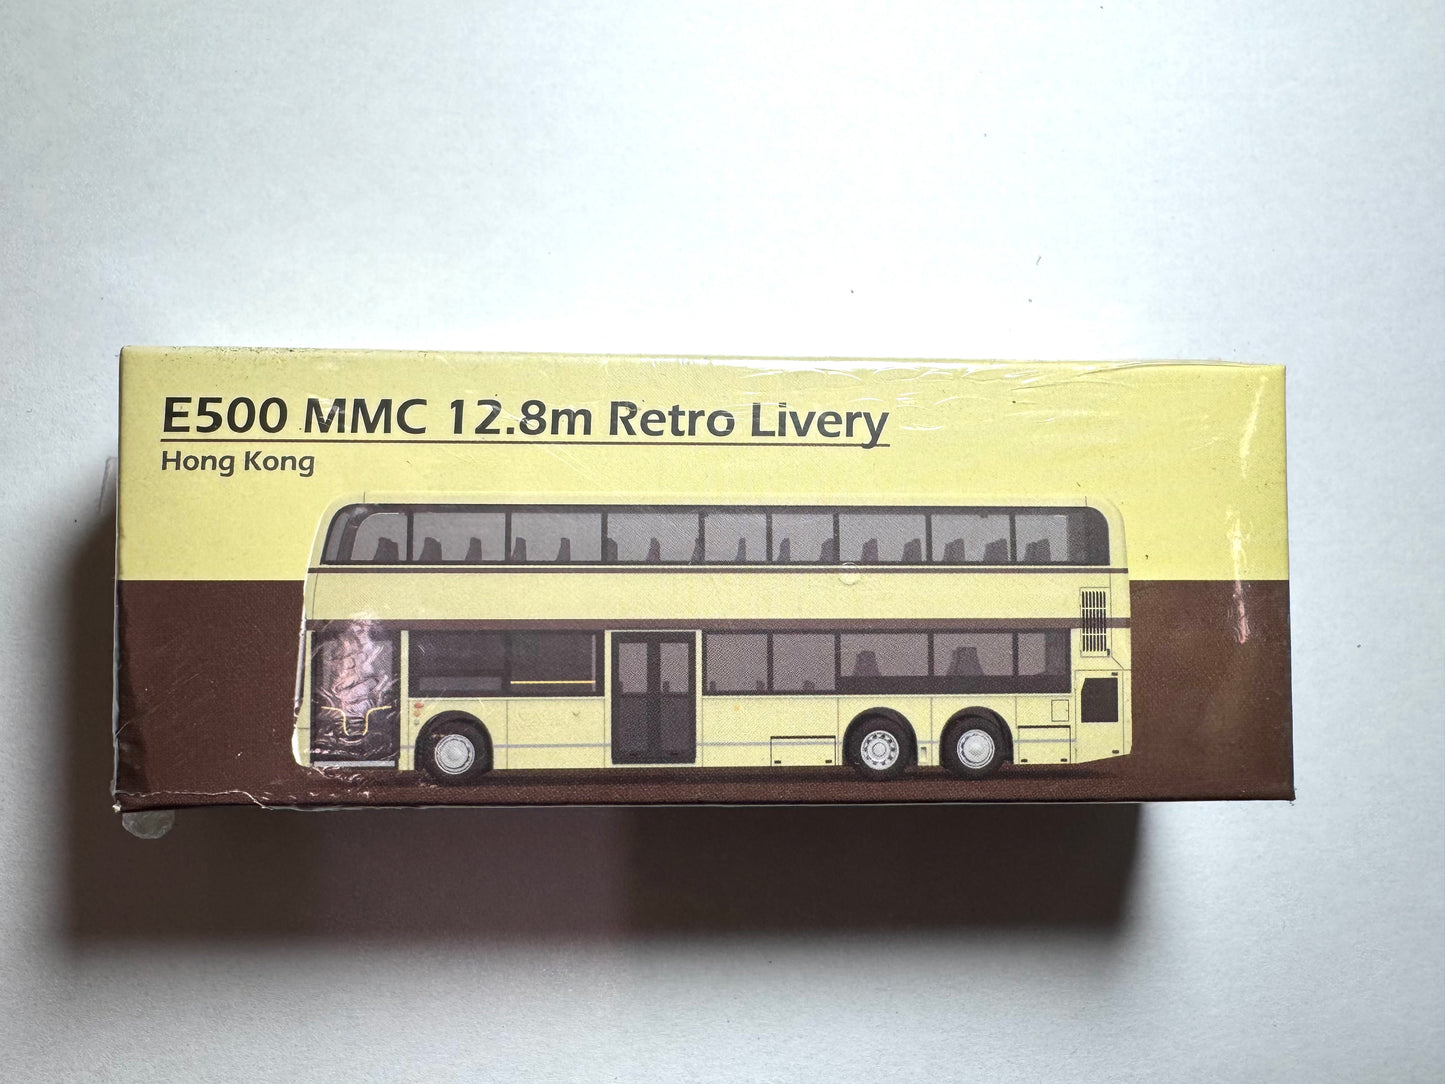 E500 MMC 12.8m Retro Livery
Hong Kong